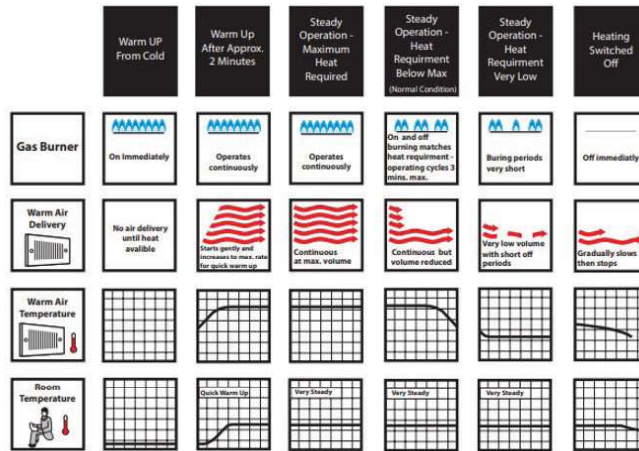 Warm UP
From Cold
Warm Up
After Approx.
2 Minutes
Steady
Operation -
Maximum
Heat
Required
Steady
Operation -
Heat
Requirment
Below Max
(Normal Condition)
Steady
Operation -
Heat
Requirment
Very Low
Heating
Switched
Off
Gas Burner
On Immediately
Operates
continuously
Operates
continuously
On and off
burning matches
heat requirment -
operating cycles 3
mins. max.
Buring periods
very short
Off immediatly
Warm Air
Delivery
No air delivery
until heat
avalible
Starts gently and
increases to max. rate
for quick warm up
Continuous
at max. volume
Continuous but
volume reduced
Very low volume
with short off
periods
Gradually slows
then stops
Warm Air
Temperature
Room
Temperature
Quick Warm Up
Very Steady
Very Steady
Very Steady